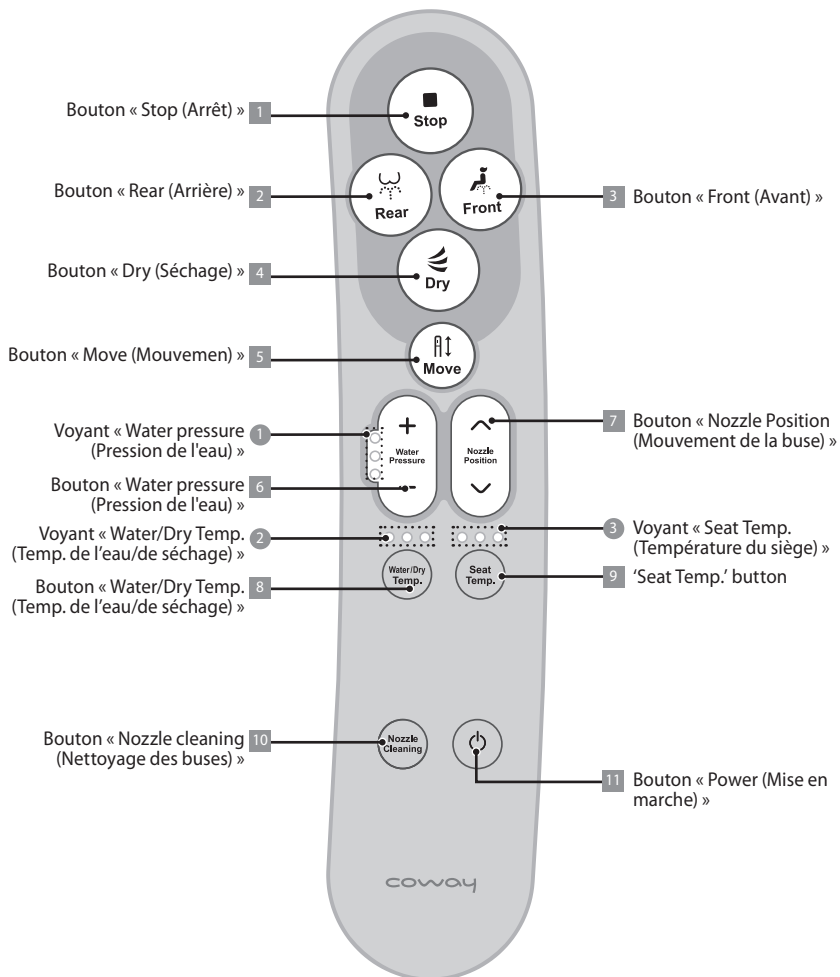 Bouton « Stop (Arrêt) » 1
Stop
Bouton « Rear (Arrière) » 2
Rear
Front
3 Bouton « Front (Avant) »
Bouton « Dry (Séchage) » 4
Dry
Bouton « Move (Mouvemen) » 5
Move
Voyant « Water pressure 1
(Pression de l'eau) »
+
Water
Pressure
-
Nozzle
Position
7 Bouton « Nozzle Position
(Mouvement de la buse) »
Bouton « Water pressure 6
(Pression de l'eau) »
Voyant « Water/Dry Temp. 2
(Temp. de l'eau/de séchage) »
3 Voyant « Seat Temp.
(Température du siège) »
Bouton « Water/Dry Temp. 8
(Temp. de l'eau/de séchage) »
Water/Dry
Temp.
Seat
Temp.
9 'Seat Temp.' button
Bouton « Nozzle cleaning 10
(Nettoyage des buses) »
Nozzle
Cleaning
11 Bouton « Power (Mise en
marche) »
coway